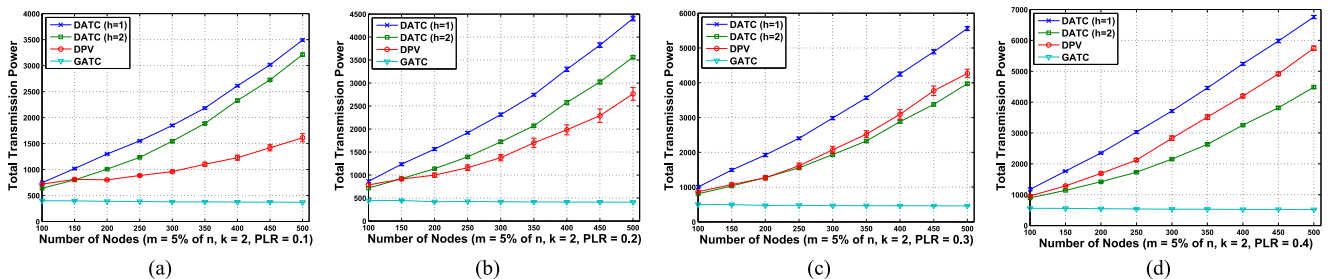 Total Transmission Power
4000
3500
3000
2500
2000
1500
1000
500
0
DATC (h=1)
DATC (h=2)
DPV
GATC
100 150 200 250 300 350 400 450 500
Number of Nodes (m = 5% of n, k = 2, PLR = 0.1)
(a)
Total Transmission Power
4500
4000
3500
3000
2500
2000
1500
1000
500
0
DATC (h=1)
DATC (h=2)
DPV
GATC
100 150 200 250 300 350 400 450 500
Number of Nodes (m = 5% of n, k = 2, PLR = 0.2)
(b)
Total Transmission Power
6000
5000
4000
3000
2000
1000
0
DATC (h=1)
DATC (h=2)
DPV
GATC
100 150 200 250 300 350 400 450 500
Number of Nodes (m = 5% of n, k = 2, PLR = 0.3)
(c)
Total Transmission Power
7000
6000
5000
4000
3000
2000
1000
0
DATC (h=1)
DATC (h=2)
DPV
GATC
100 150 200 250 300 350 400 450 500
Number of Nodes (m = 5% of n, k = 2, PLR = 0.4)
(d)